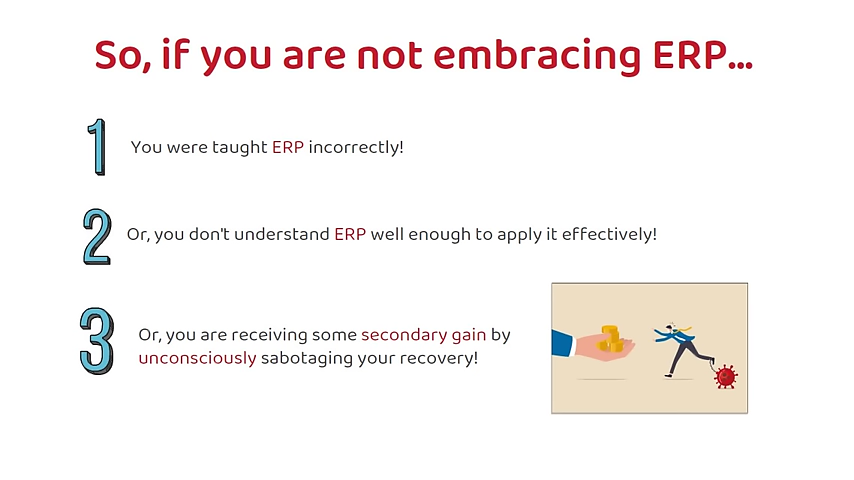 So, if you are not embracing ERP...
1
You were taught ERP incorrectly!
2
Or, you don't understand ERP well enough to apply it effectively!
3
Or, you are receiving some secondary gain by
unconsciously sabotaging your recovery!